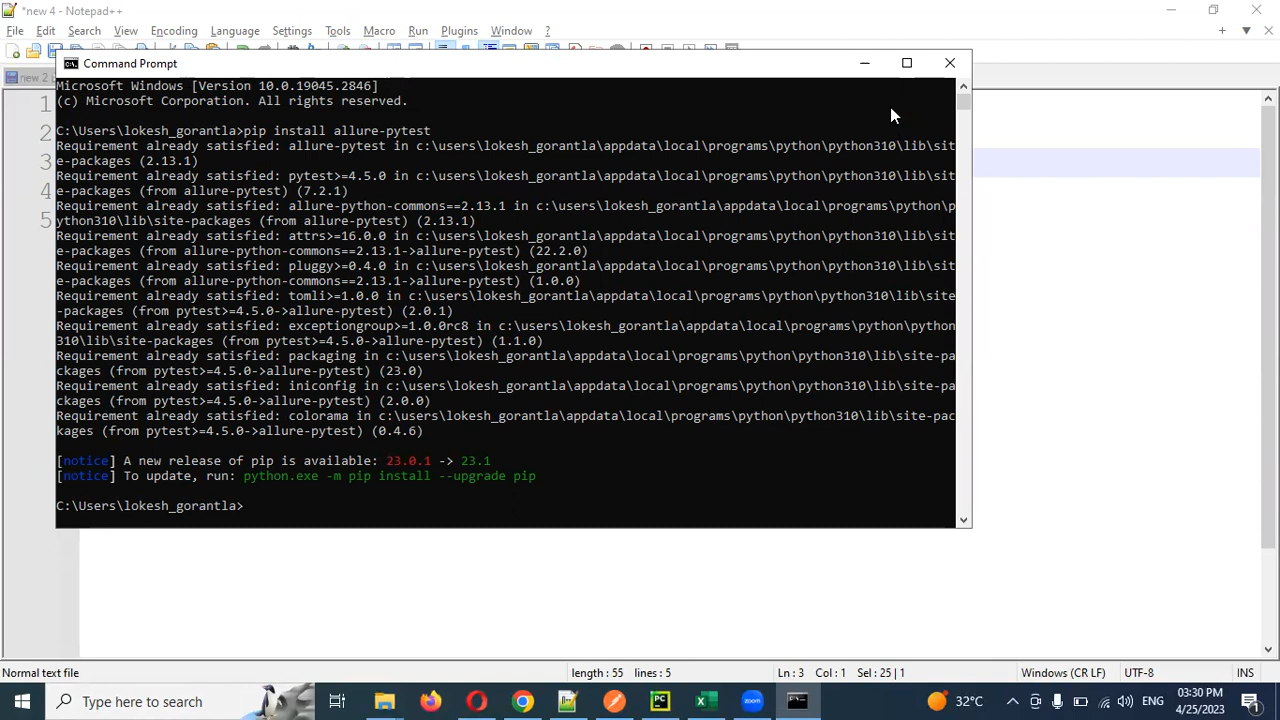 *new 4 - Notepad++
File Edit Search View Encoding Language Settings Tools Macro Run Plugins Window ?
new 2
Command Prompt
Microsoft Windows [Version 10.0.19045.2846]
(c) Microsoft Corporation. All rights reserved.
C:\Users\lokesh_gorantla>pip install allure-pytest
Requirement already satisfied: allure-pytest in c:\users\lokesh_gorantla\appdata\local\programs\python\python310\lib\sit
e-packages (2.13.1)
Requirement already satisfied: pytest>=4.5.0 in c:\users\lokesh_gorantla\appdata\local\programs\python\python310\lib\sit
e-packages (from allure-pytest) (7.2.1)
Requirement already satisfied: allure-python-commons==2.13.1 in c:\users\lokesh_gorantla\appdata\local\programs\python\p
ython310\lib\site-packages (from allure-pytest) (2.13.1)
Requirement already satisfied: attrs>=16.0.0 in c:\users\lokesh_gorantla\appdata\local\programs\python\python310\lib\sit
e-packages (from allure-python-commons==2.13.1->allure-pytest) (22.2.0)
Requirement already satisfied: pluggy>=0.4.0 in c:\users\lokesh_gorantla\appdata\local\programs\python\python310\lib\sit
e-packages (from allure-python-commons==2.13.1->allure-pytest) (1.0.0)
Requirement already satisfied: tomli>=1.0.0 in c:\users\lokesh_gorantla\appdata\local\programs\python\python310\lib\site
-packages (from pytest>=4.5.0->allure-pytest) (2.0.1)
Requirement already satisfied: exceptiongroup>=1.0.0rc8 in c:\users\lokesh_gorantla\appdata\local\programs\python\python
310\lib\site-packages (from pytest>=4.5.0->allure-pytest) (1.1.0)
Requirement already satisfied: packaging in c:\users\lokesh_gorantla\appdata\local\programs\python\python310\lib\site-pa
ckages (from pytest>=4.5.0->allure-pytest) (23.0)
Requirement already satisfied: iniconfig in c:\users\lokesh_gorantla\appdata\local\programs\python\python310\lib\site-pa
ckages (from pytest>=4.5.0->allure-pytest) (2.0.0)
Requirement already satisfied: colorama in c:\users\lokesh_gorantla\appdata\local\programs\python\python310\lib\site-pac
kages (from pytest>=4.5.0->allure-pytest) (0.4.6)
[notice] A new release of pip is available: 23.0.1 -> 23.1
[notice] To update, run: python.exe -m pip install --upgrade pip
C:\Users\lokesh_gorantla>
1
2
3
4
5
Normal text file length : 55 lines : 5 Ln : 3 Col : 1 Sel : 25 | 1 Windows (CR LF) UTF-8 INS
Type here to search
32°C ENG 03:30 PM
4/25/2023